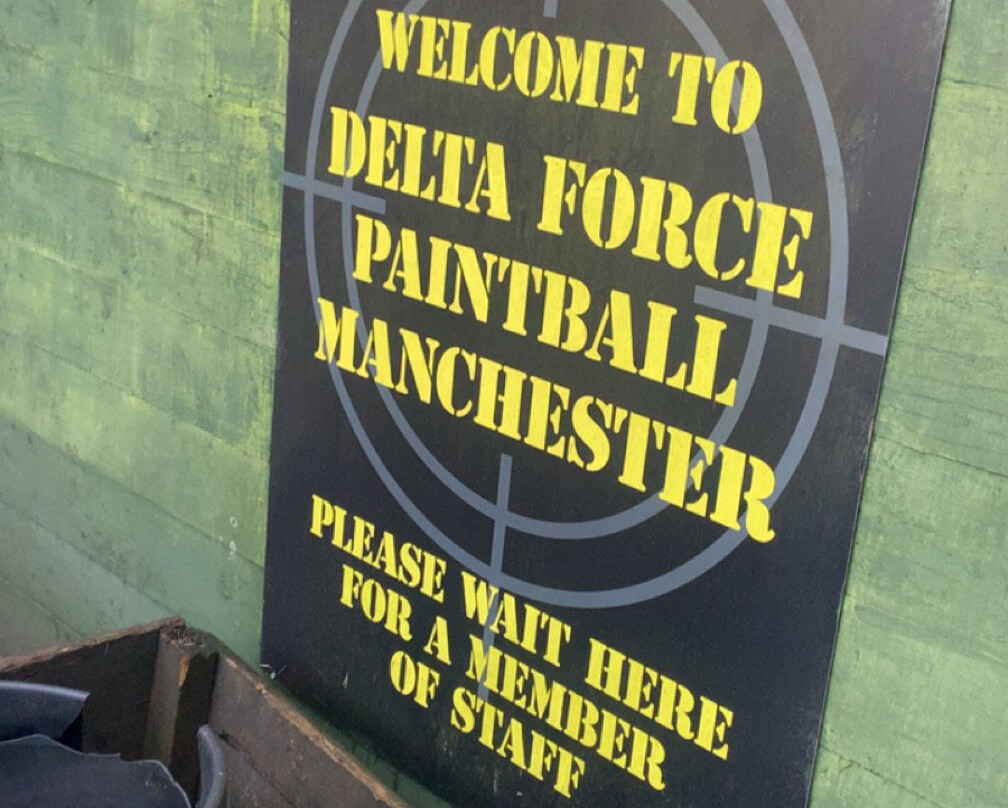 WELCOME TO
DELTA FORCE
PAINTBALL
MANCHESTER
PLEASE WAIT HERE
FOR A MEMBER
OF STAFF